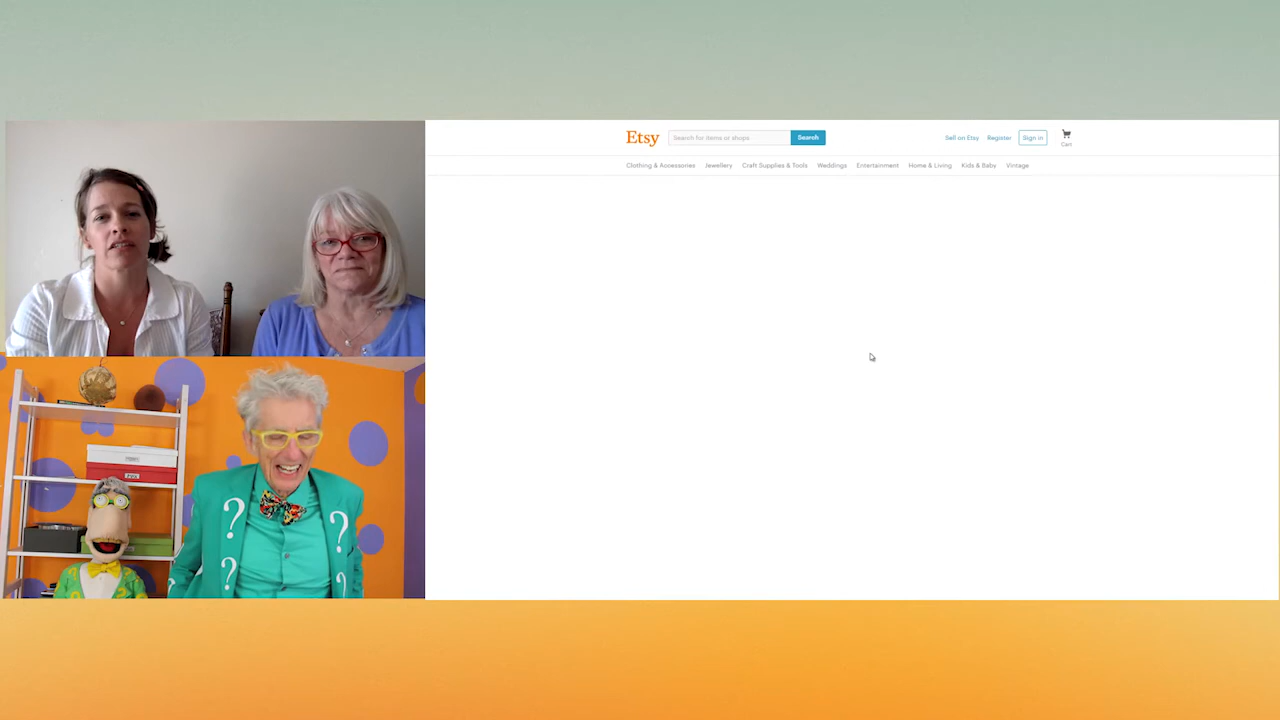 Etsy Search for items or shops Search Sell on Etsy Register Sign in Cart
Clothing & Accessories Jewellery Craft Supplies & Tools Weddings Entertainment Home & Living Kids & Baby Vintage
? ?
? ?